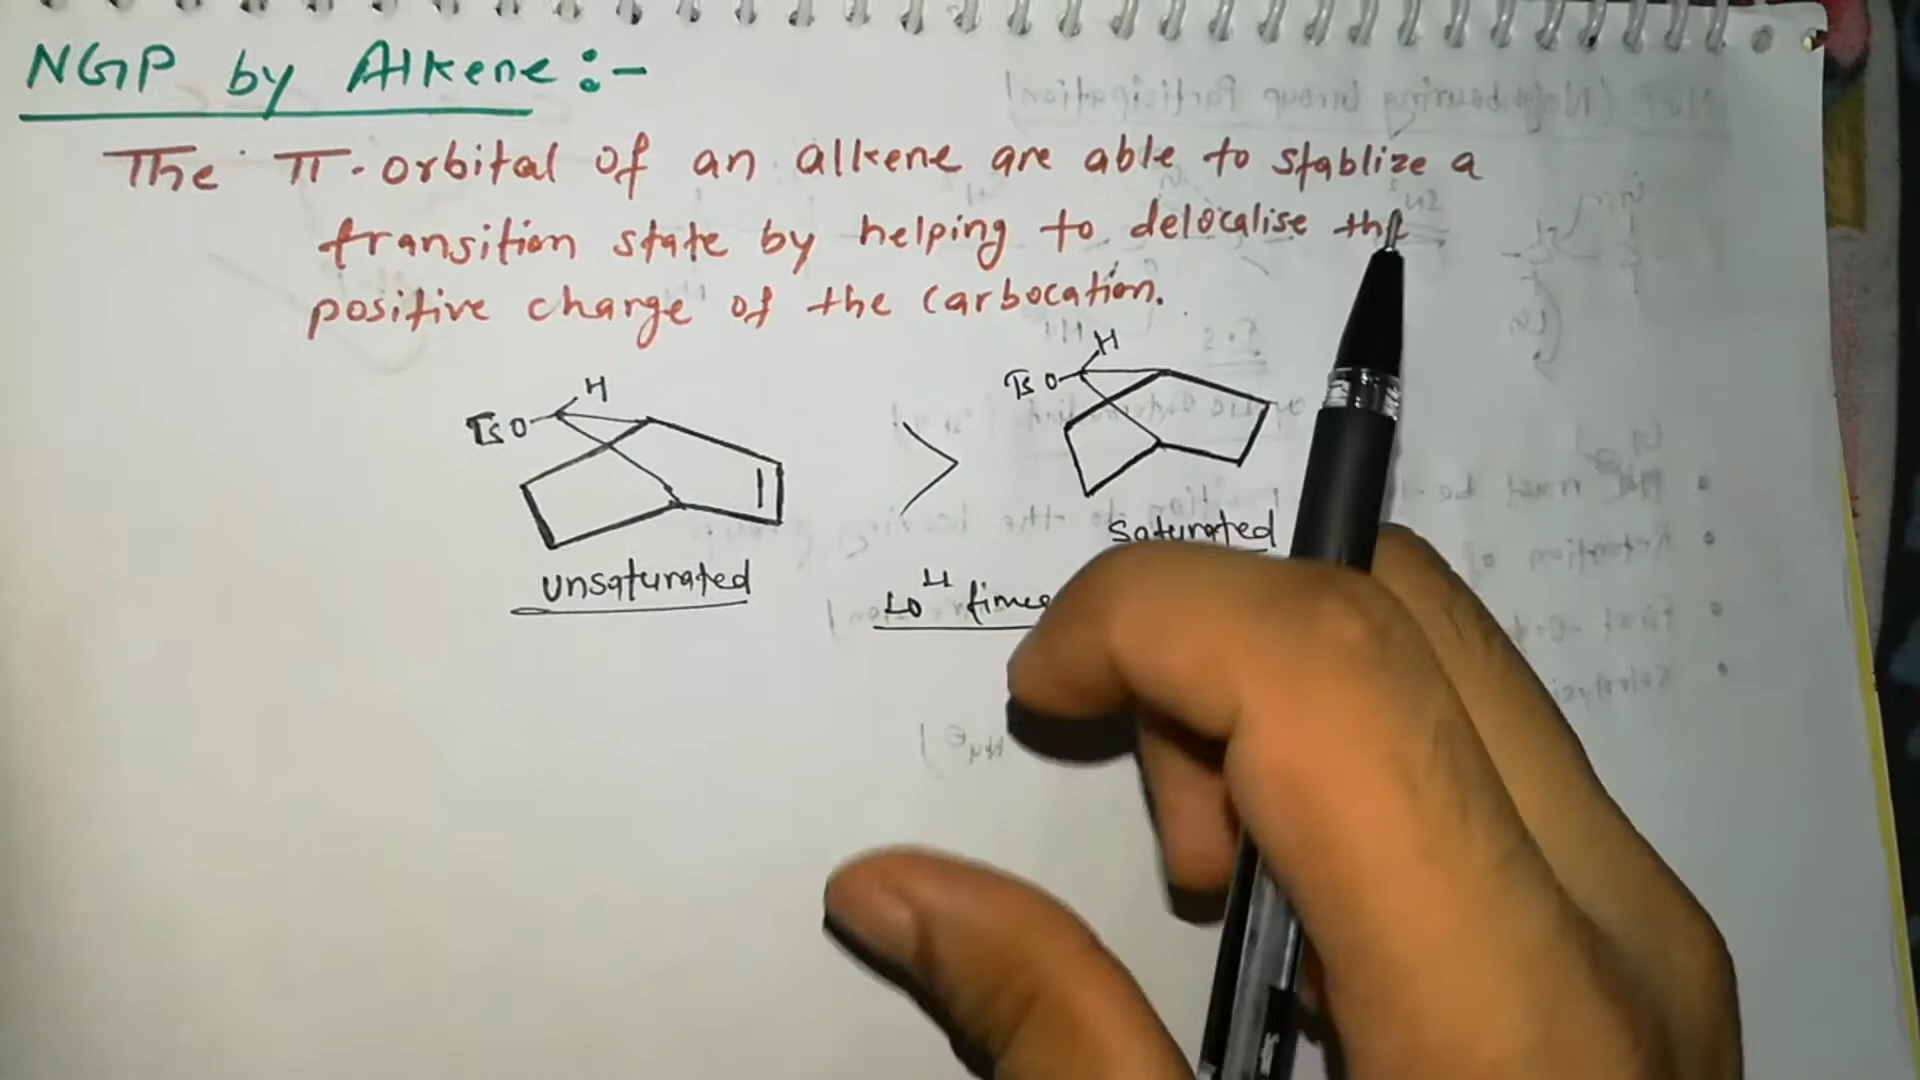 NGP by Alkene :-
The π-orbital of an alkene are able to stablize a
transition state by helping to delocalise the
positive charge of the carbocation.
H
TsO
H
TsO
>
unsaturated
saturated
times